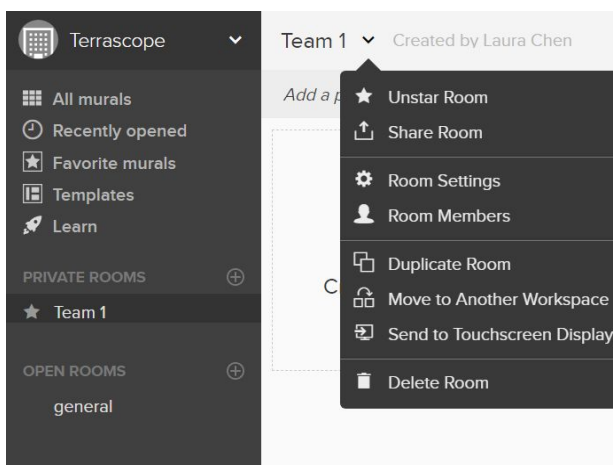 Terrascope
All murals
Recently opened
Favorite murals
Templates
Learn
PRIVATE ROOMS
Team 1
OPEN ROOMS
general
Team 1 Created by Laura Chen
Add a
Unstar Room
Share Room
Room Settings
Room Members
Duplicate Room
Move to Another Workspace
Send to Touchscreen Display
Delete Room